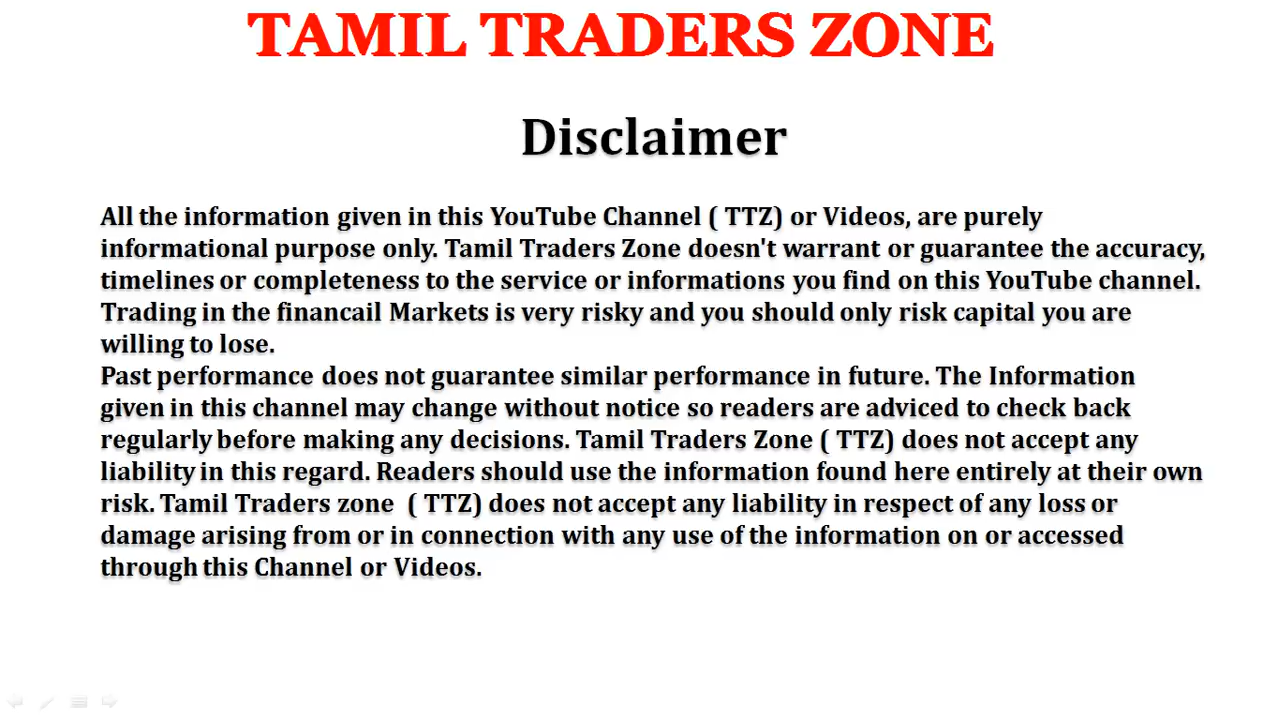 TAMIL TRADERS ZONE
Disclaimer
All the information given in this YouTube Channel ( TTZ) or Videos, are purely
informational purpose only. Tamil Traders Zone doesn't warrant or guarantee the accuracy,
timelines or completeness to the service or informations you find on this YouTube channel.
Trading in the financail Markets is very risky and you should only risk capital you are
willing to lose.
Past performance does not guarantee similar performance in future. The Information
given in this channel may change without notice so readers are adviced to check back
regularly before making any decisions. Tamil Traders Zone ( TTZ) does not accept any
liability in this regard. Readers should use the information found here entirely at their own
risk. Tamil Traders zone  ( TTZ) does not accept any liability in respect of any loss or
damage arising from or in connection with any use of the information on or accessed
through this Channel or Videos.